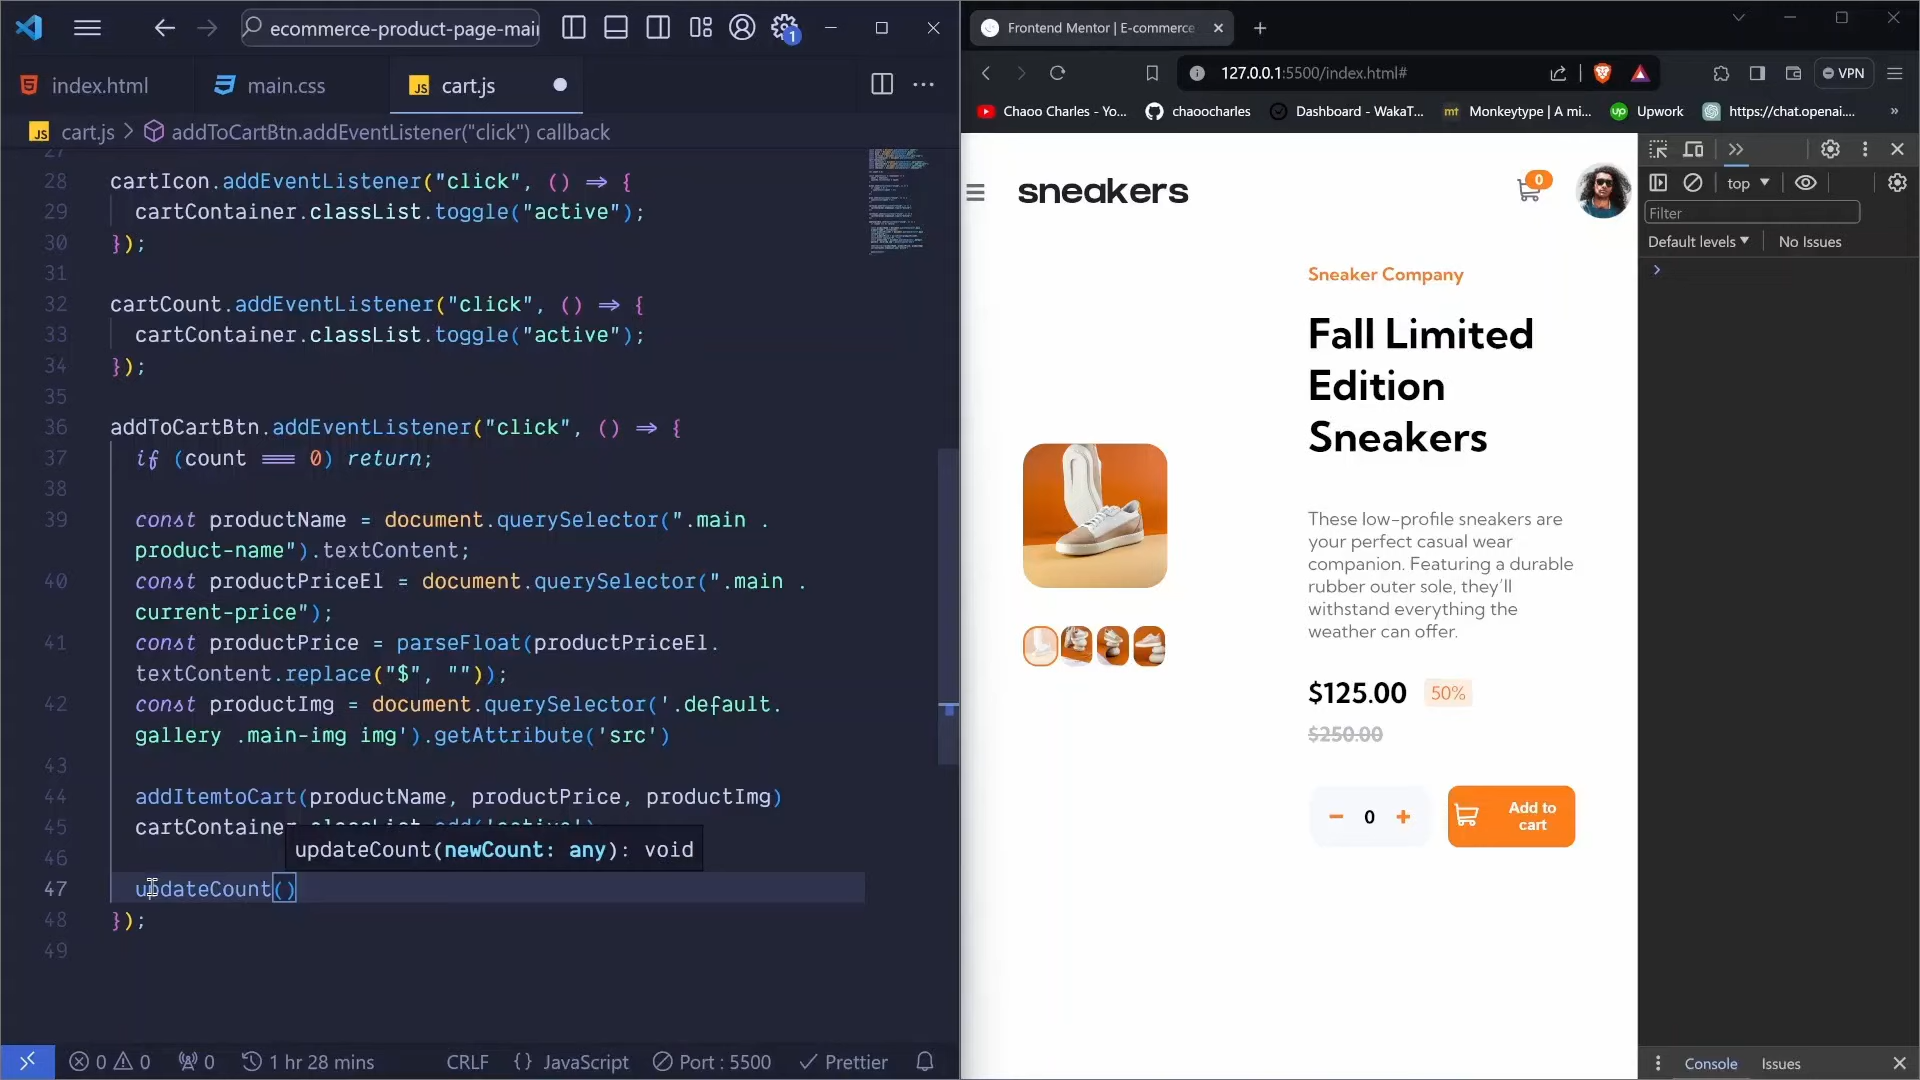 ecommerce-product-page-main
1
index.html
main.css
cart.js
cart.js > addToCartBtn.addEventListener("click") callback
27
28 cartIcon.addEventListener("click", () => {
29 cartContainer.classList.toggle("active");
30 });
31
32 cartCount.addEventListener("click", () => {
33 cartContainer.classList.toggle("active");
34 });
35
36 addToCartBtn.addEventListener("click", () => {
37 if (count === 0) return;
38
39 const productName = document.querySelector(".main .
product-name").textContent;
40 const productPriceEl = document.querySelector(".main .
current-price");
41 const productPrice = parseFloat(productPriceEl.
textContent.replace("$", ""));
42 const productImg = document.querySelector('.default.
gallery .main-img img').getAttribute('src')
43
44 addItemtoCart(productName, productPrice, productImg)
45 cartContainer.classList.add('active')
46
updateCount(newCount: any): void
47 updateCount()
48 });
49
0 0
0
1 hr 28 mins
CRLF
{} JavaScript
Port : 5500
Prettier
Frontend Mentor | E-commerce
127.0.0.1:5500/index.html#
VPN
Chaoo Charles - Yo...
chaoocharles
Dashboard - WakaT...
mt Monkeytype | A mi...
up Upwork
https://chat.openai....
»
sneakers
0
Sneaker Company
Fall Limited
Edition
Sneakers
These low-profile sneakers are
your perfect casual wear
companion. Featuring a durable
rubber outer sole, they'll
withstand everything the
weather can offer.
$125.00
50%
$250.00
0
Add to
cart
top
Filter
Default levels
No Issues
Console
Issues